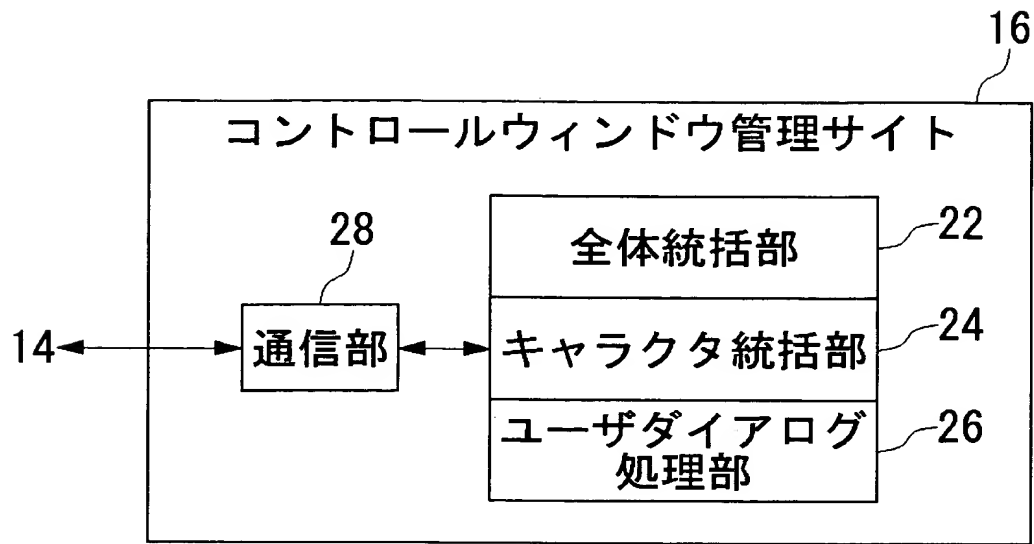 16
コントロールウィンドウ管理サイト
28
全体統括部
22
14
通信部
キャラクタ統括部
24
ユーザダイアログ
処理部
26